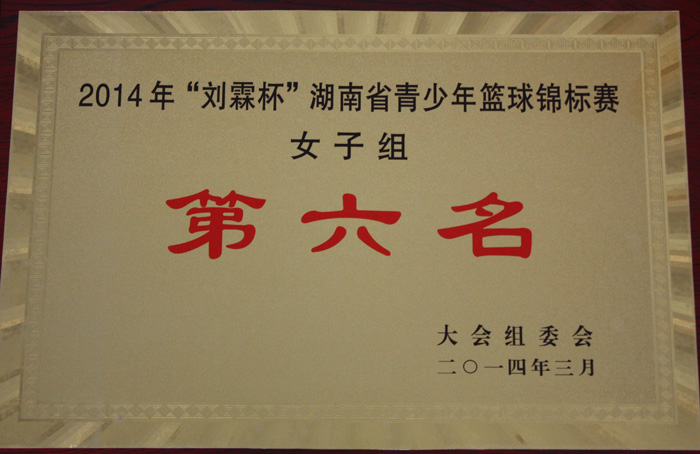 2014年“刘霖杯”湖南省青少年篮球锦标赛
女子组
第六名
大会组委会
二〇一四年三月